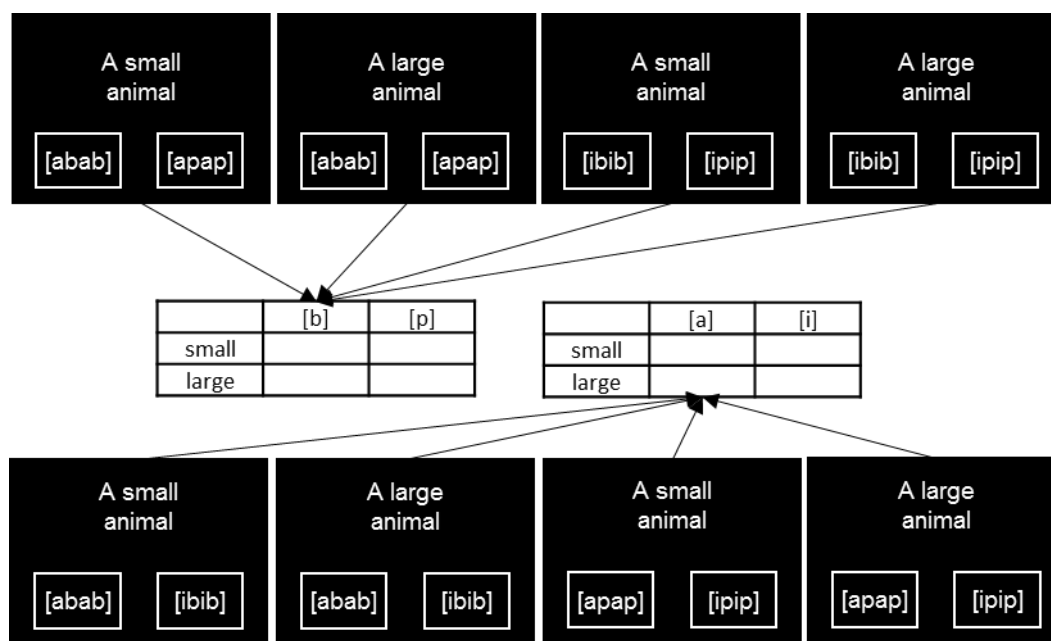 A small
animal
[abab] [apap]
A large
animal
[abab] [apap]
A small
animal
[ibib] [ipip]
A large
animal
[ibib] [ipip]
[b] [p]
small
large
[a] [i]
small
large
A small
animal
[abab] [ibib]
A large
animal
[abab] [ibib]
A small
animal
[apap] [ipip]
A large
animal
[apap] [ipip]